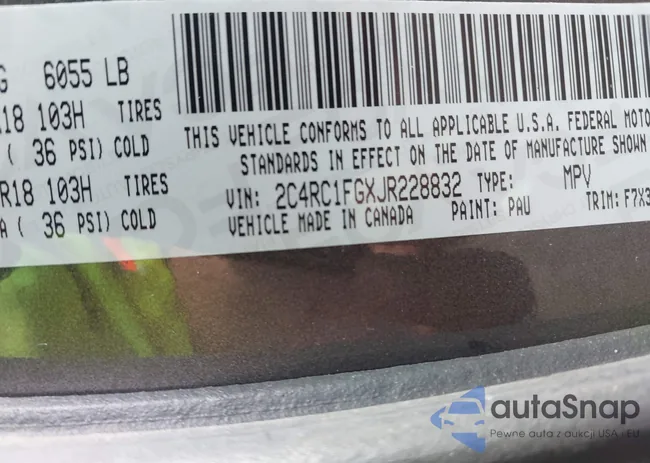 G 6055 LB
R18 103H TIRES
( 36 PSI) COLD
R18 103H TIRES
A ( 36 PSI) COLD
THIS VEHICLE CONFORMS TO ALL APPLICABLE U.S.A. FEDERAL MOTO
STANDARDS IN EFFECT ON THE DATE OF MANUFACTURE SHOWN
VIN: 2C4RC1FGXJR228832 TYPE: MPV
VEHICLE MADE IN CANADA PAINT: PAU TRIM: F7X3
autaSnap
Pewne auta z aukcji USA - EU